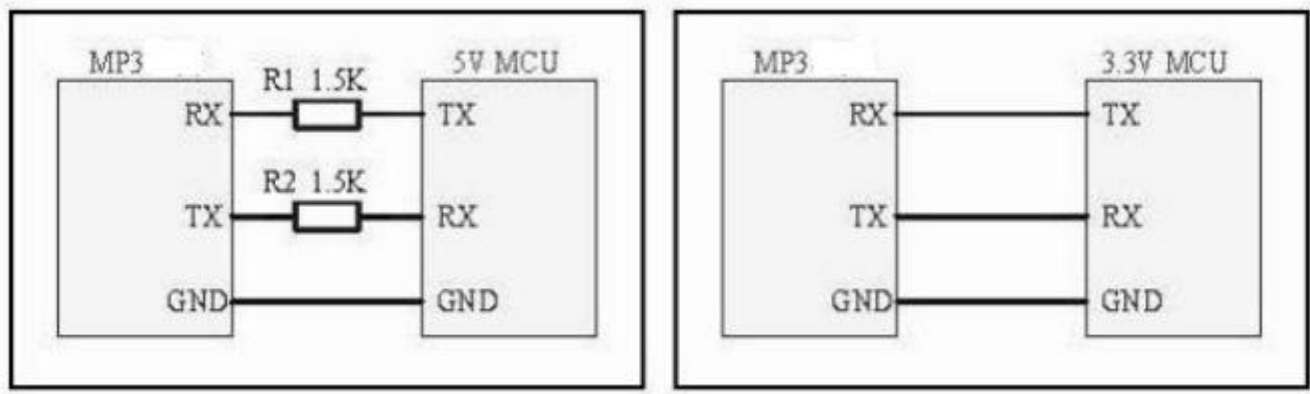 MP3 5V MCU
R1 1.5K
RX TX
R2 1.5K
TX RX
GND GND
MP3 3.3V MCU
RX TX
TX RX
GND GND